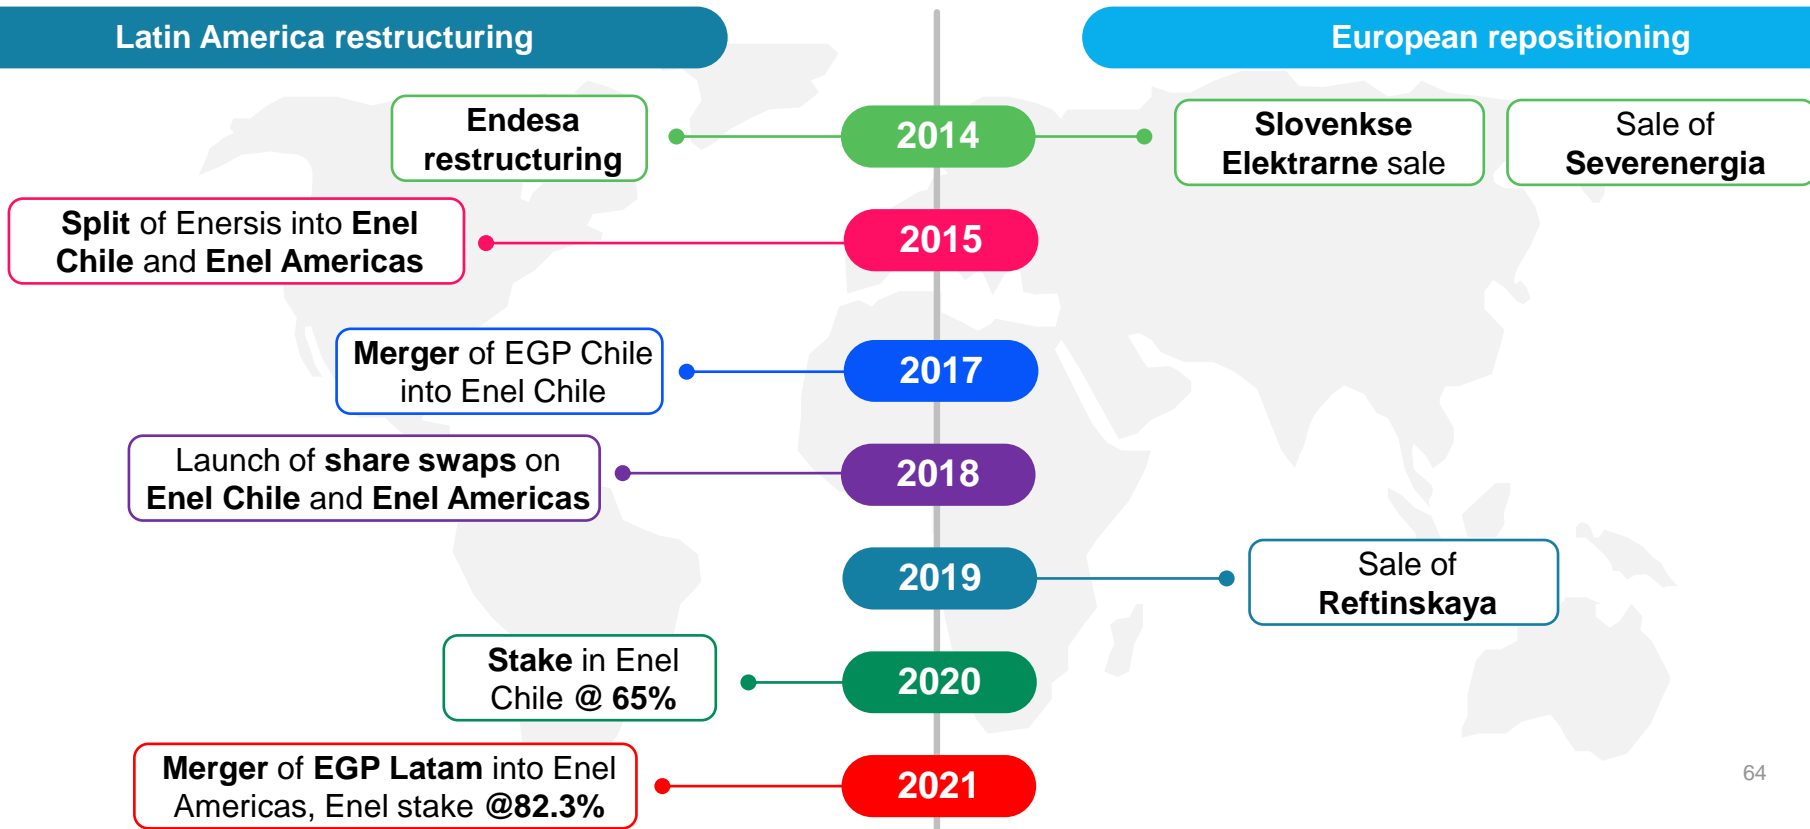 Latin America restructuring
European repositioning
Endesa
restructuring
2014
Slovenkse
Elektrarne sale
Sale of
Severenergia
Split of Enersis into Enel
Chile and Enel Americas
2015
Merger of EGP Chile
into Enel Chile
2017
Launch of share swaps on
Enel Chile and Enel Americas
2018
2019
Sale of
Reftinskaya
Stake in Enel
Chile @ 65%
2020
Merger of EGP Latam into Enel
Americas, Enel stake @82.3%
2021
64